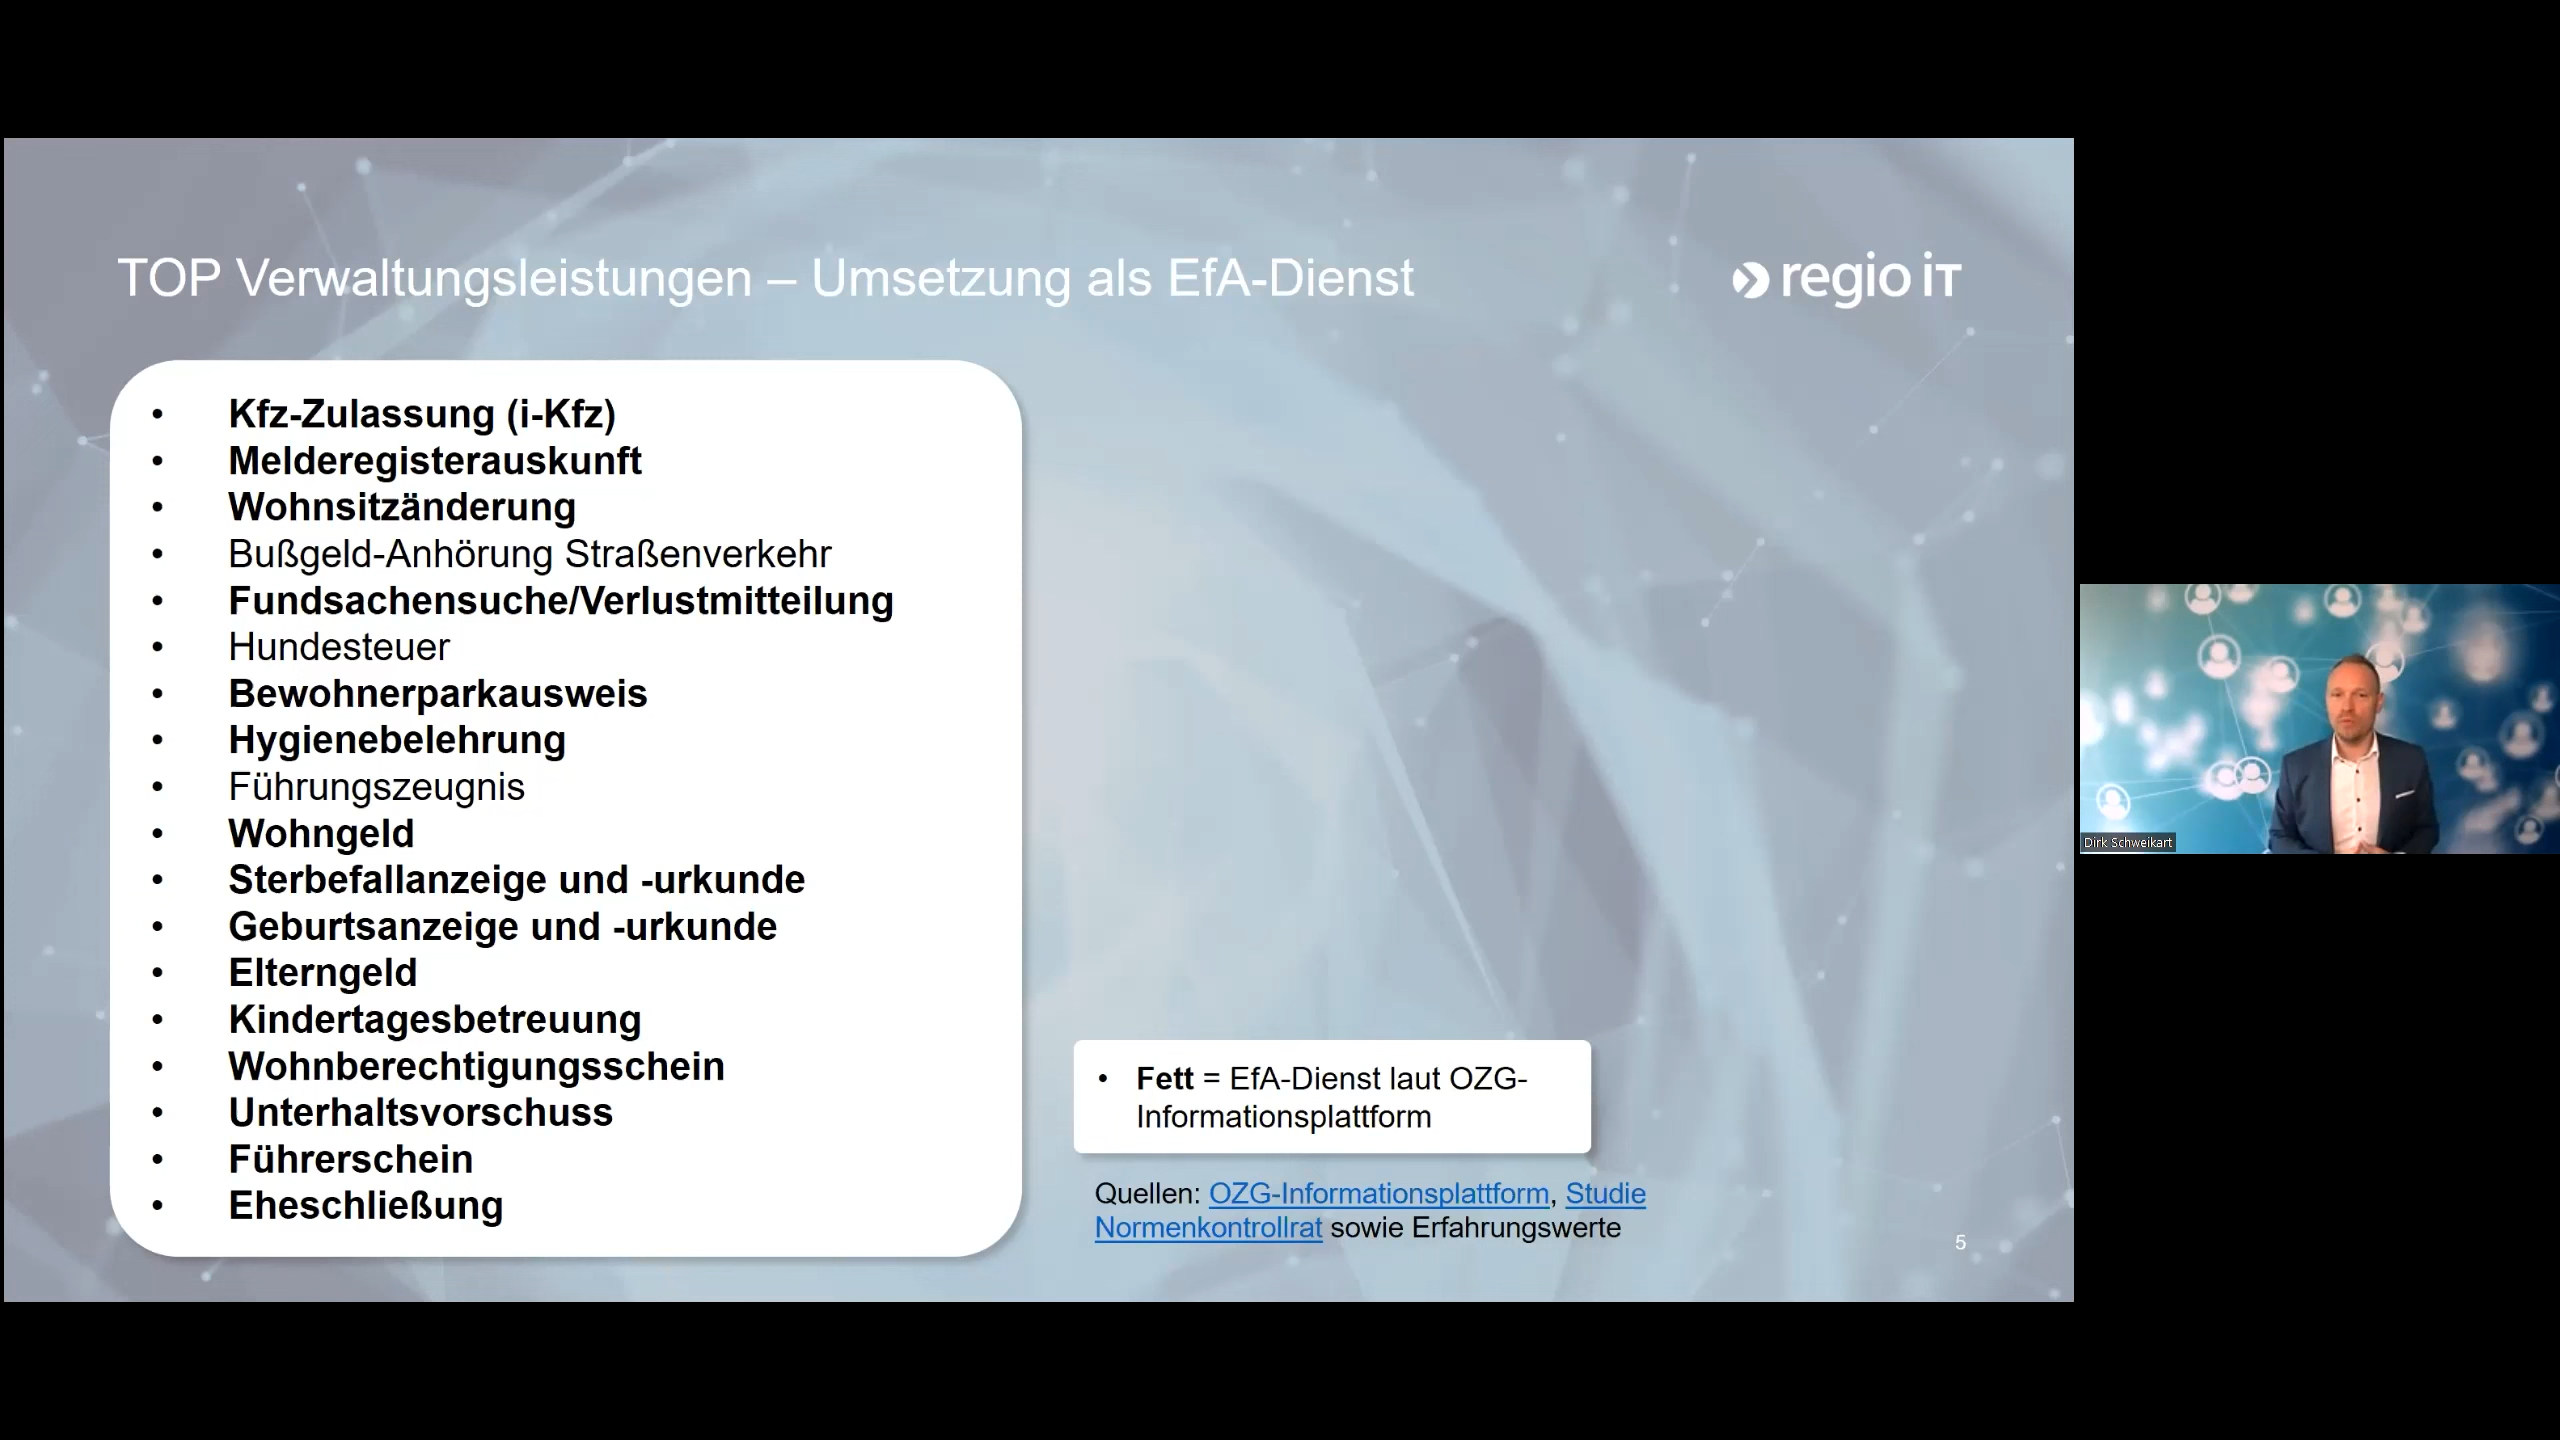 TOP Verwaltungsleistungen – Umsetzung als EfA-Dienst
regio iT
• Kfz-Zulassung (i-Kfz)
• Melderegisterauskunft
• Wohnsitzänderung
• Bußgeld-Anhörung Straßenverkehr
• Fundsachensuche/Verlustmitteilung
• Hundesteuer
• Bewohnerparkausweis
• Hygienebelehrung
• Führungszeugnis
• Wohngeld
• Sterbefallanzeige und -urkunde
• Geburtsanzeige und -urkunde
• Elterngeld
• Kindertagesbetreuung
• Wohnberechtigungsschein
• Unterhaltsvorschuss
• Führerschein
• Eheschließung
• Fett = EfA-Dienst laut OZG-
Informationsplattform
Quellen: OZG-Informationsplattform, Studie
Normenkontrollrat sowie Erfahrungswerte
5
Dirk Schweikart